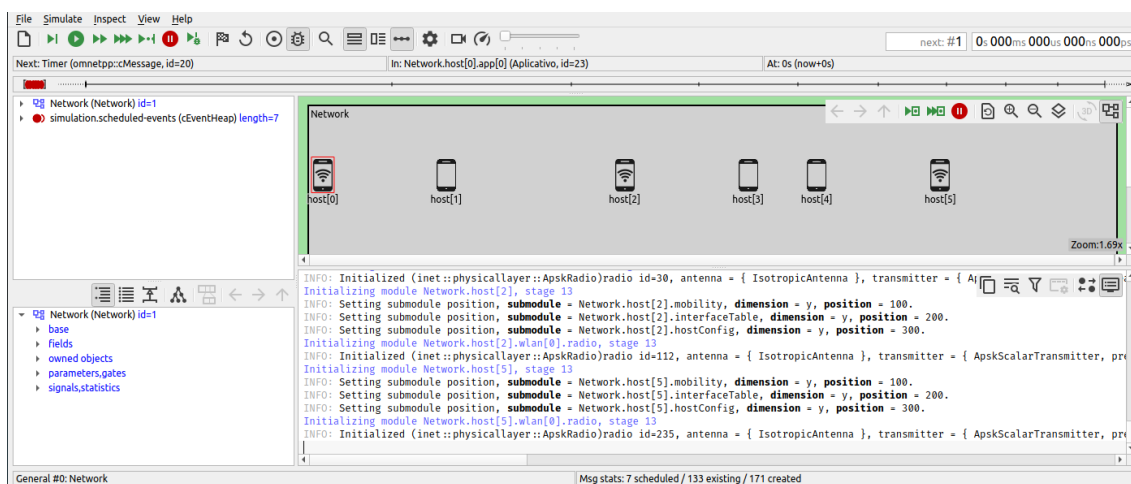 File Simulate Inspect View Help
next: #1 0s 000ms 000us 000ns 000ps
Next: Timer (omnetpp::cMessage, id=20) In: Network.host[0].app[0] (Aplicativo, id=23) At: 0s (now+0s)
Network (Network) id=1
simulation.scheduled-events (cEventHeap) length=7
Network
3D
host[0] host[1] host[2] host[3] host[4] host[5]
Zoom:1.69x
Network (Network) id=1
base
fields
owned objects
parameters,gates
signals,statistics
INFO: Initialized (inet::physicallayer::ApskRadio)radio id=30, antenna = { IsotropicAntenna }, transmitter = { Ap
Initializing module Network.host[2], stage 13
INFO: Setting submodule position, submodule = Network.host[2].mobility, dimension = y, position = 100.
INFO: Setting submodule position, submodule = Network.host[2].interfaceTable, dimension = y, position = 200.
INFO: Setting submodule position, submodule = Network.host[2].hostConfig, dimension = y, position = 300.
Initializing module Network.host[2].wlan[0].radio, stage 13
INFO: Initialized (inet::physicallayer::ApskRadio)radio id=112, antenna = { IsotropicAntenna }, transmitter = { ApskScalarTransmitter, pre
Initializing module Network.host[5], stage 13
INFO: Setting submodule position, submodule = Network.host[5].mobility, dimension = y, position = 100.
INFO: Setting submodule position, submodule = Network.host[5].interfaceTable, dimension = y, position = 200.
INFO: Setting submodule position, submodule = Network.host[5].hostConfig, dimension = y, position = 300.
Initializing module Network.host[5].wlan[0].radio, stage 13
INFO: Initialized (inet::physicallayer::ApskRadio)radio id=235, antenna = { IsotropicAntenna }, transmitter = { ApskScalarTransmitter, pre
General #0: Network Msg stats: 7 scheduled / 133 existing / 171 created